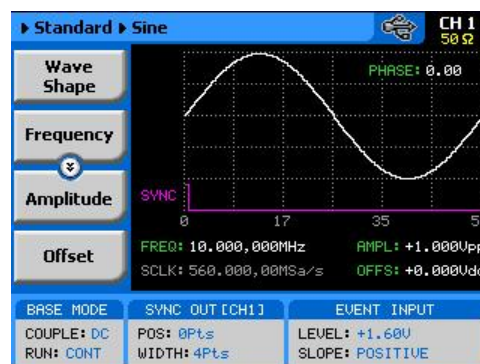 Standard Sine
CH 1
50 Ω
Wave
Shape
PHASE: 0.00
Frequency
Amplitude
SYNC
0 17 35
Offset
FREQ: 10.000,000MHz AMPL: +1.000Vpp
SCLK: 560.000,00MSa/s OFFS: +0.000Vdc
BASE MODE SYNC OUT [CH1] EVENT INPUT
COUPLE: DC POS: 0Pts LEVEL: +1.60V
RUN: CONT WIDTH: 4Pts SLOPE: POSITIVE